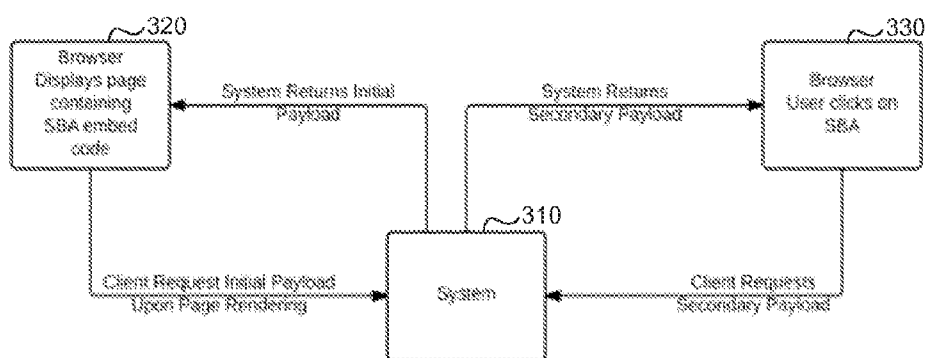 320
Browser
Displays page
containing
SBA embed
code
System Returns Initial
Payload
System Returns
Secondary Payload
330
Browser
User clicks on
SBA
310
System
Client Request Initial Payload
Upon Page Rendering
Client Requests
Secondary Payload